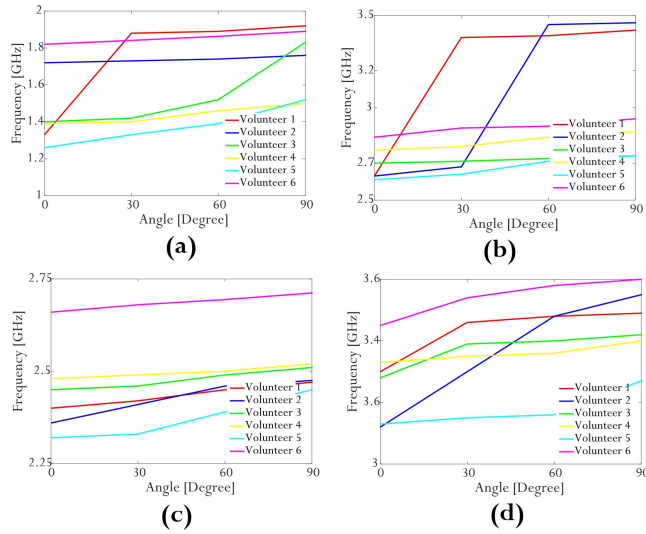 2
1.8
1.6
1.4
1.2
1
Frequency [GHz]
0
30
60
90
Angle [Degree]
Volunteer 1
Volunteer 2
Volunteer 3
Volunteer 4
Volunteer 5
Volunteer 6
(a)
3.5
3.2
3
2.7
2.5
Frequency [GHz]
0
30
60
90
Angle [Degree]
Volunteer 1
Volunteer 2
Volunteer 3
Volunteer 4
Volunteer 5
Volunteer 6
(b)
2.75
2.5
2.25
Frequency [GHz]
0
30
60
90
Angle [Degree]
Volunteer 1
Volunteer 2
Volunteer 3
Volunteer 4
Volunteer 5
Volunteer 6
(c)
3.6
3.4
3.6
3
Frequency [GHz]
0
30
60
90
Angle [Degree]
Volunteer 1
Volunteer 2
Volunteer 3
Volunteer 4
Volunteer 5
Volunteer 6
(d)